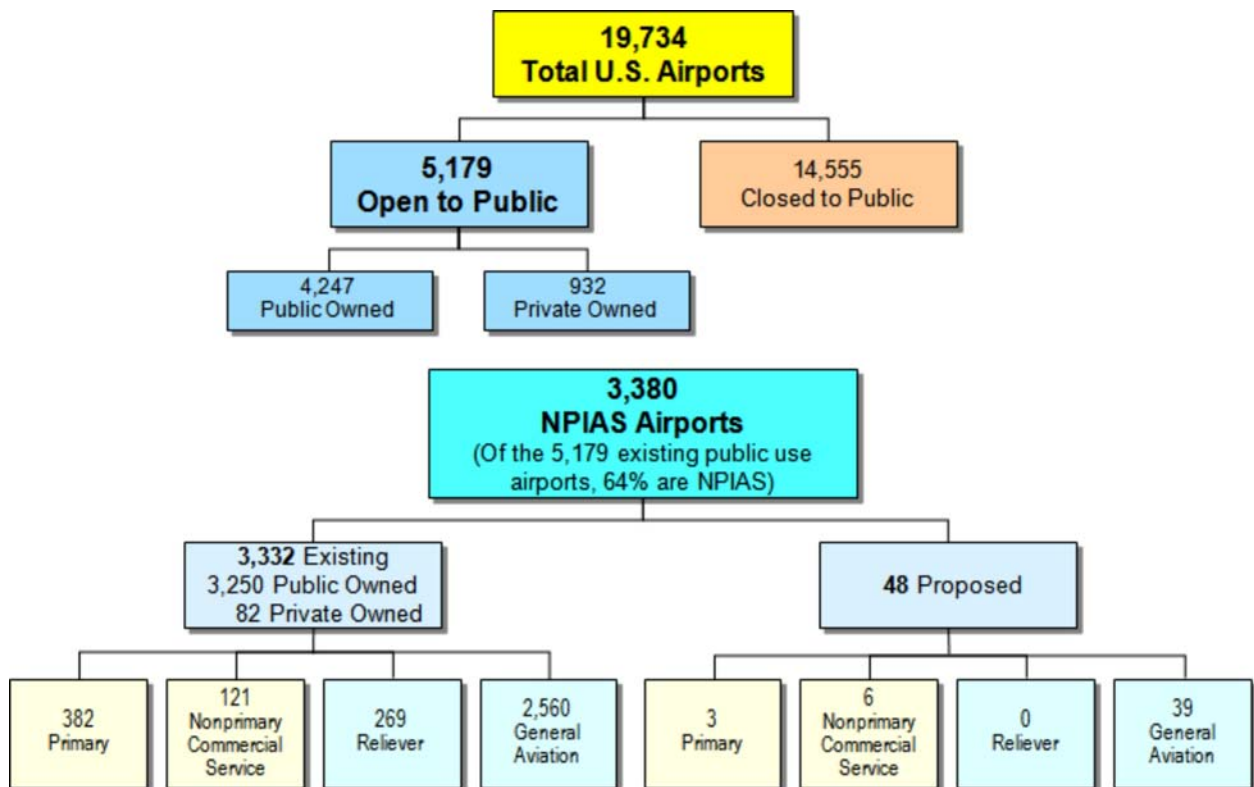 19,734
Total U.S. Airports
5,179
Open to Public
14,555
Closed to Public
4,247
Public Owned
932
Private Owned
3,380
NPIAS Airports
(Of the 5,179 existing public use
airports, 64% are NPIAS)
3,332 Existing
3,250 Public Owned
82 Private Owned
48 Proposed
382
Primary
121
Nonprimary
Commercial
Service
269
Reliever
2,560
General
Aviation
3
Primary
6
Nonprimary
Commercial
Service
0
Reliever
39
General
Aviation